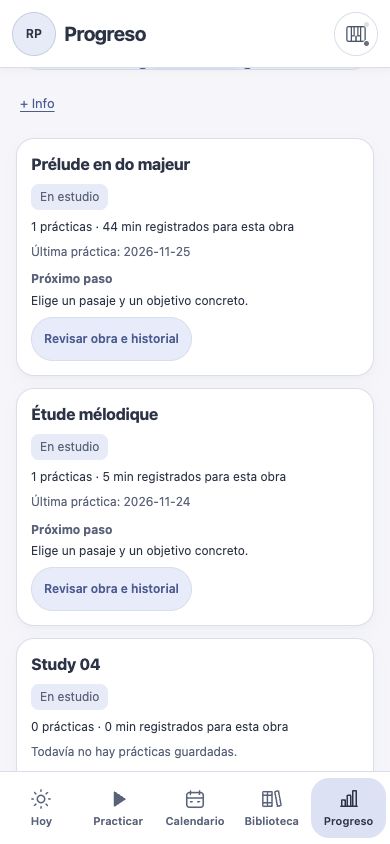 RP
Progreso
+ Info
Prélude en do majeur
En estudio
1 prácticas · 44 min registrados para esta obra
Última práctica: 2026-11-25
Próximo paso
Elige un pasaje y un objetivo concreto.
Revisar obra e historial
Étude mélodique
En estudio
1 prácticas · 5 min registrados para esta obra
Última práctica: 2026-11-24
Próximo paso
Elige un pasaje y un objetivo concreto.
Revisar obra e historial
Study 04
En estudio
0 prácticas · 0 min registrados para esta obra
Todavía no hay prácticas guardadas.
Hoy
Practicar
Calendario
Biblioteca
Progreso